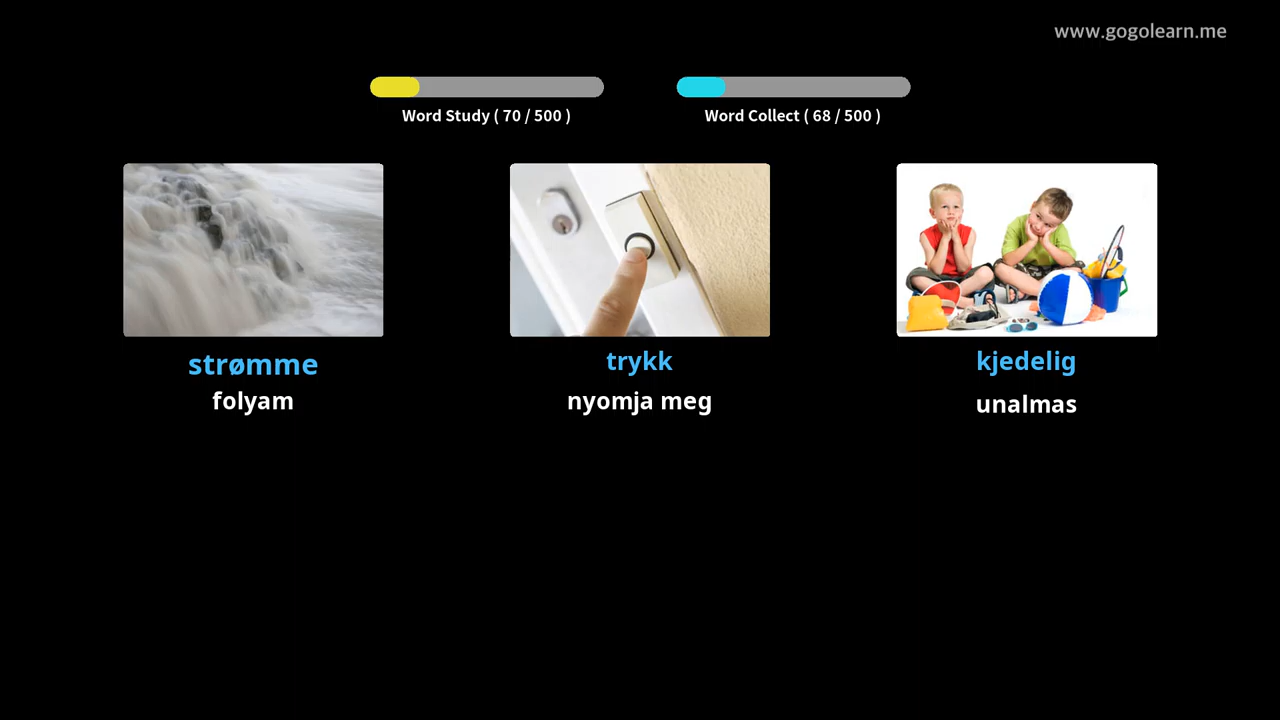 www.gogolearn.me
Word Study ( 70 / 500 )
Word Collect ( 68 / 500 )
strømme
trykk
kjedelig
folyam
nyomja meg
unalmas